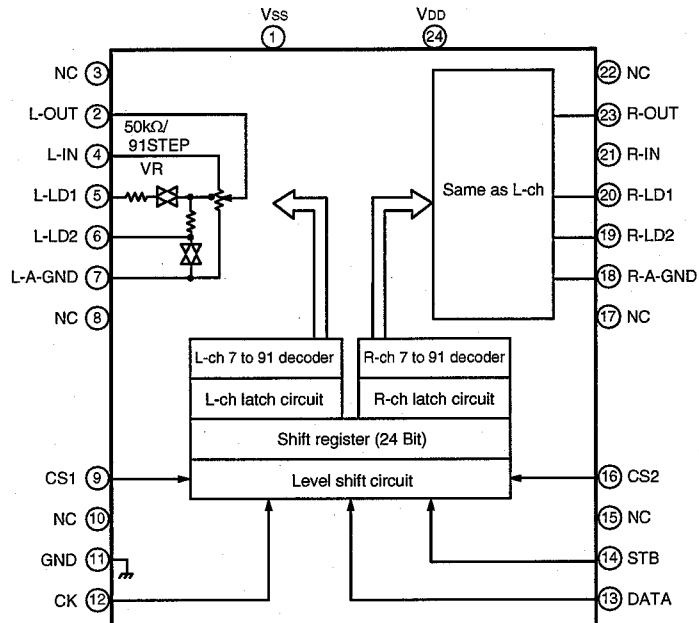 VSS
1
VDD
24
NC 3
22 NC
L-OUT 2
50kΩ/
91STEP
VR
23 R-OUT
L-IN 4
21 R-IN
L-LD1 5
Same as L-ch
20 R-LD1
L-LD2 6
19 R-LD2
L-A-GND 7
18 R-A-GND
NC 8
17 NC
L-ch 7 to 91 decoder
R-ch 7 to 91 decoder
L-ch latch circuit
R-ch latch circuit
Shift register (24 Bit)
Level shift circuit
CS1 9
16 CS2
NC 10
15 NC
GND 11
14 STB
CK 12
13 DATA